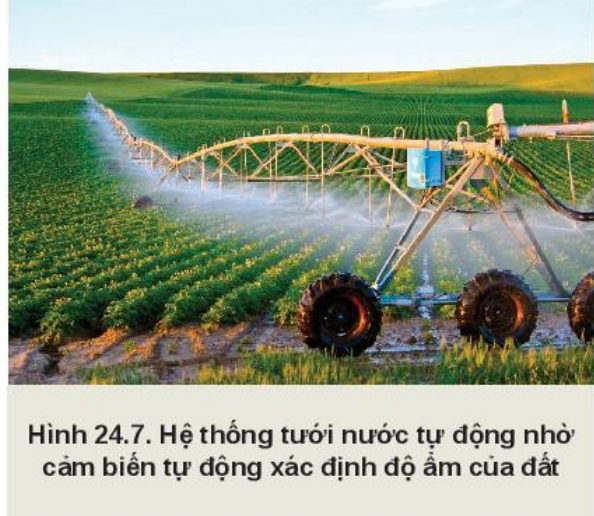 Hình 24.7. Hệ thống tưới nước tự động nhờ
cảm biến tự động xác định độ ẩm của đất